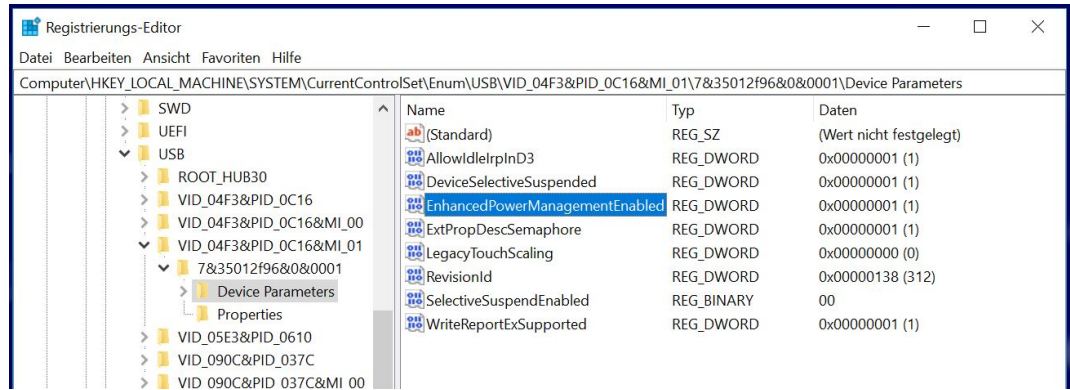 Registrierungs-Editor
Datei Bearbeiten Ansicht Favoriten Hilfe
Computer\HKEY_LOCAL_MACHINE\SYSTEM\CurrentControlSet\Enum\USB\VID_04F3&PID_0C16&MI_01\7&35012f96&0&0001\Device Parameters
SWD
UEFI
USB
ROOT_HUB30
VID_04F3&PID_0C16
VID_04F3&PID_0C16&MI_00
VID_04F3&PID_0C16&MI_01
7&35012f96&0&0001
Device Parameters
Properties
VID_05E3&PID_0610
VID_090C&PID_037C
VID_090C&PID_037C&MI_00
Name Typ Daten
(Standard) REG_SZ (Wert nicht festgelegt)
AllowIdleIrpInD3 REG_DWORD 0x00000001 (1)
DeviceSelectiveSuspended REG_DWORD 0x00000001 (1)
EnhancedPowerManagementEnabled REG_DWORD 0x00000001 (1)
ExtPropDescSemaphore REG_DWORD 0x00000001 (1)
LegacyTouchScaling REG_DWORD 0x00000000 (0)
RevisionId REG_DWORD 0x00000138 (312)
SelectiveSuspendEnabled REG_BINARY 00
WriteReportExSupported REG_DWORD 0x00000001 (1)